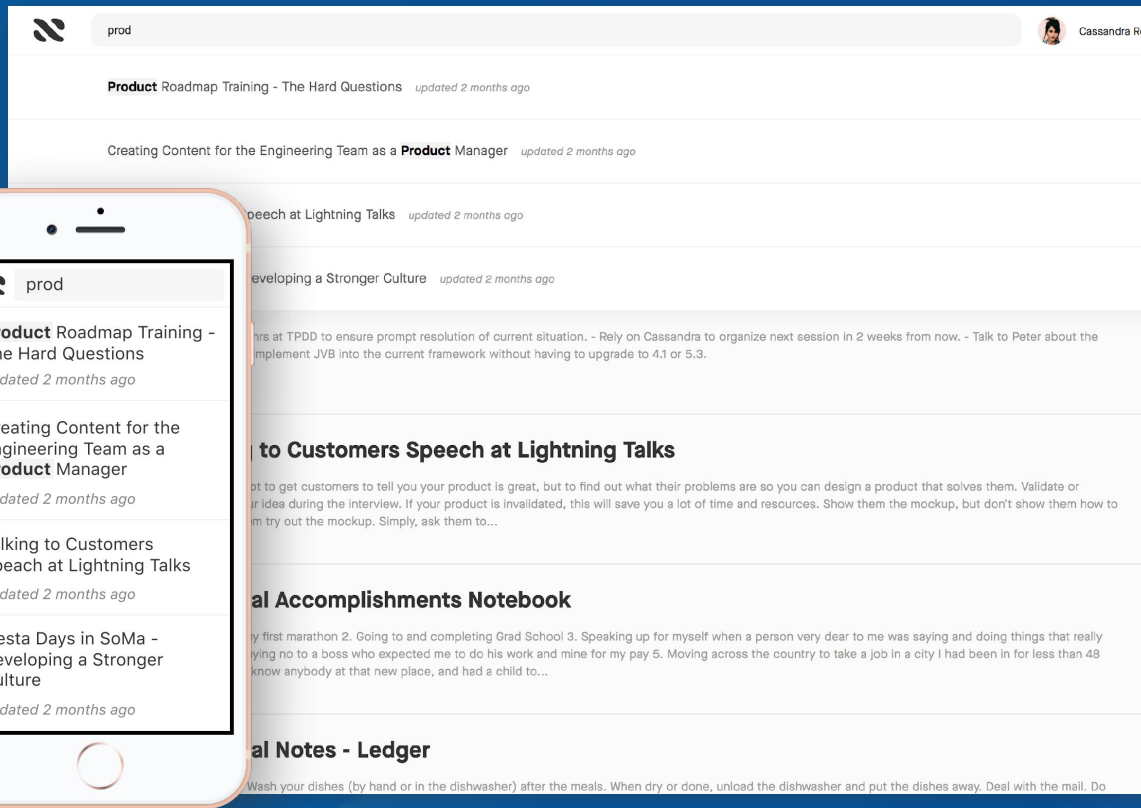 prod
Cassandra
Product Roadmap Training - The Hard Questions updated 2 months ago
Creating Content for the Engineering Team as a Product Manager updated 2 months ago
peech at Lightning Talks updated 2 months ago
eveloping a Stronger Culture updated 2 months ago
at TPDD to ensure prompt resolution of current situation. - Rely on Cassandra to organize next session in 2 weeks from now. - Talk to Peter about the
mplement JVB into the current framework without having to upgrade to 4.1 or 5.3.
to Customers Speech at Lightning Talks
ot to get customers to tell you your product is great, but to find out what their problems are so you can design a product that solves them. Validate or
ur idea during the interview. If your product is invalidated, this will save you a lot of time and resources. Show them the mockup, but don't show them how to
m try out the mockup. Simply, ask them to...
al Accomplishments Notebook
y first marathon 2. Going to and completing Grad School 3. Speaking up for myself when a person very dear to me was saying and doing things that really
ying no to a boss who expected me to do his work and mine for my pay 5. Moving across the country to take a job in a city I had been in for less than 48
know anybody at that new place, and had a child to...
al Notes - Ledger
Wash your dishes (by hand or in the dishwasher) after the meals. When dry or done, unload the dishwasher and put the dishes away. Deal with the mail. Do
prod
roduct Roadmap Training -
he Hard Questions
dated 2 months ago
eating Content for the
ngineering Team as a
roduct Manager
dated 2 months ago
lking to Customers
peach at Lightning Talks
dated 2 months ago
esta Days in SoMa -
eveloping a Stronger
ulture
dated 2 months ago